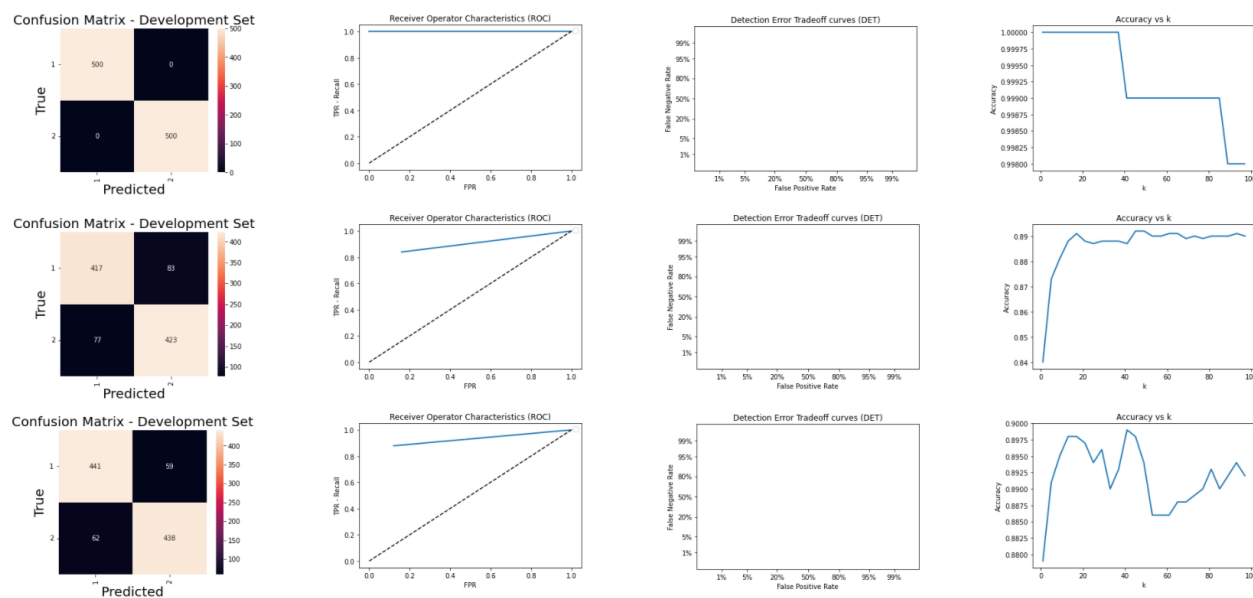 Confusion Matrix - Development Set
True
1
2
500
0
0
500
500
400
300
200
100
0
1
2
Predicted
Receiver Operator Characteristics (ROC)
TPR - Recall
1.0
0.8
0.6
0.4
0.2
0.0
0.0 0.2 0.4 0.6 0.8 1.0
FPR
Detection Error Tradeoff curves (DET)
False Negative Rate
99%
95%
80%
50%
20%
5%
1%
1% 5% 20% 50% 80% 95% 99%
False Positive Rate
Accuracy vs k
Accuracy
1.00000
0.99975
0.99950
0.99925
0.99900
0.99875
0.99850
0.99825
0.99800
0 20 40 60 80 100
k
Confusion Matrix - Development Set
True
1
2
417
83
77
423
400
350
300
250
200
150
100
1
2
Predicted
Receiver Operator Characteristics (ROC)
TPR - Recall
1.0
0.8
0.6
0.4
0.2
0.0
0.0 0.2 0.4 0.6 0.8 1.0
FPR
Detection Error Tradeoff curves (DET)
False Negative Rate
99%
95%
80%
50%
20%
5%
1%
1% 5% 20% 50% 80% 95% 99%
False Positive Rate
Accuracy vs k
Accuracy
0.89
0.88
0.87
0.86
0.85
0.84
0 20 40 60 80 100
k
Confusion Matrix - Development Set
True
1
2
441
59
62
438
400
350
300
250
200
150
100
1
2
Predicted
Receiver Operator Characteristics (ROC)
TPR - Recall
1.0
0.8
0.6
0.4
0.2
0.0
0.0 0.2 0.4 0.6 0.8 1.0
FPR
Detection Error Tradeoff curves (DET)
False Negative Rate
99%
95%
80%
50%
20%
5%
1%
1% 5% 20% 50% 80% 95% 99%
False Positive Rate
Accuracy vs k
Accuracy
0.9000
0.8975
0.8950
0.8925
0.8900
0.8875
0.8850
0.8825
0.8800
0 20 40 60 80 100
k